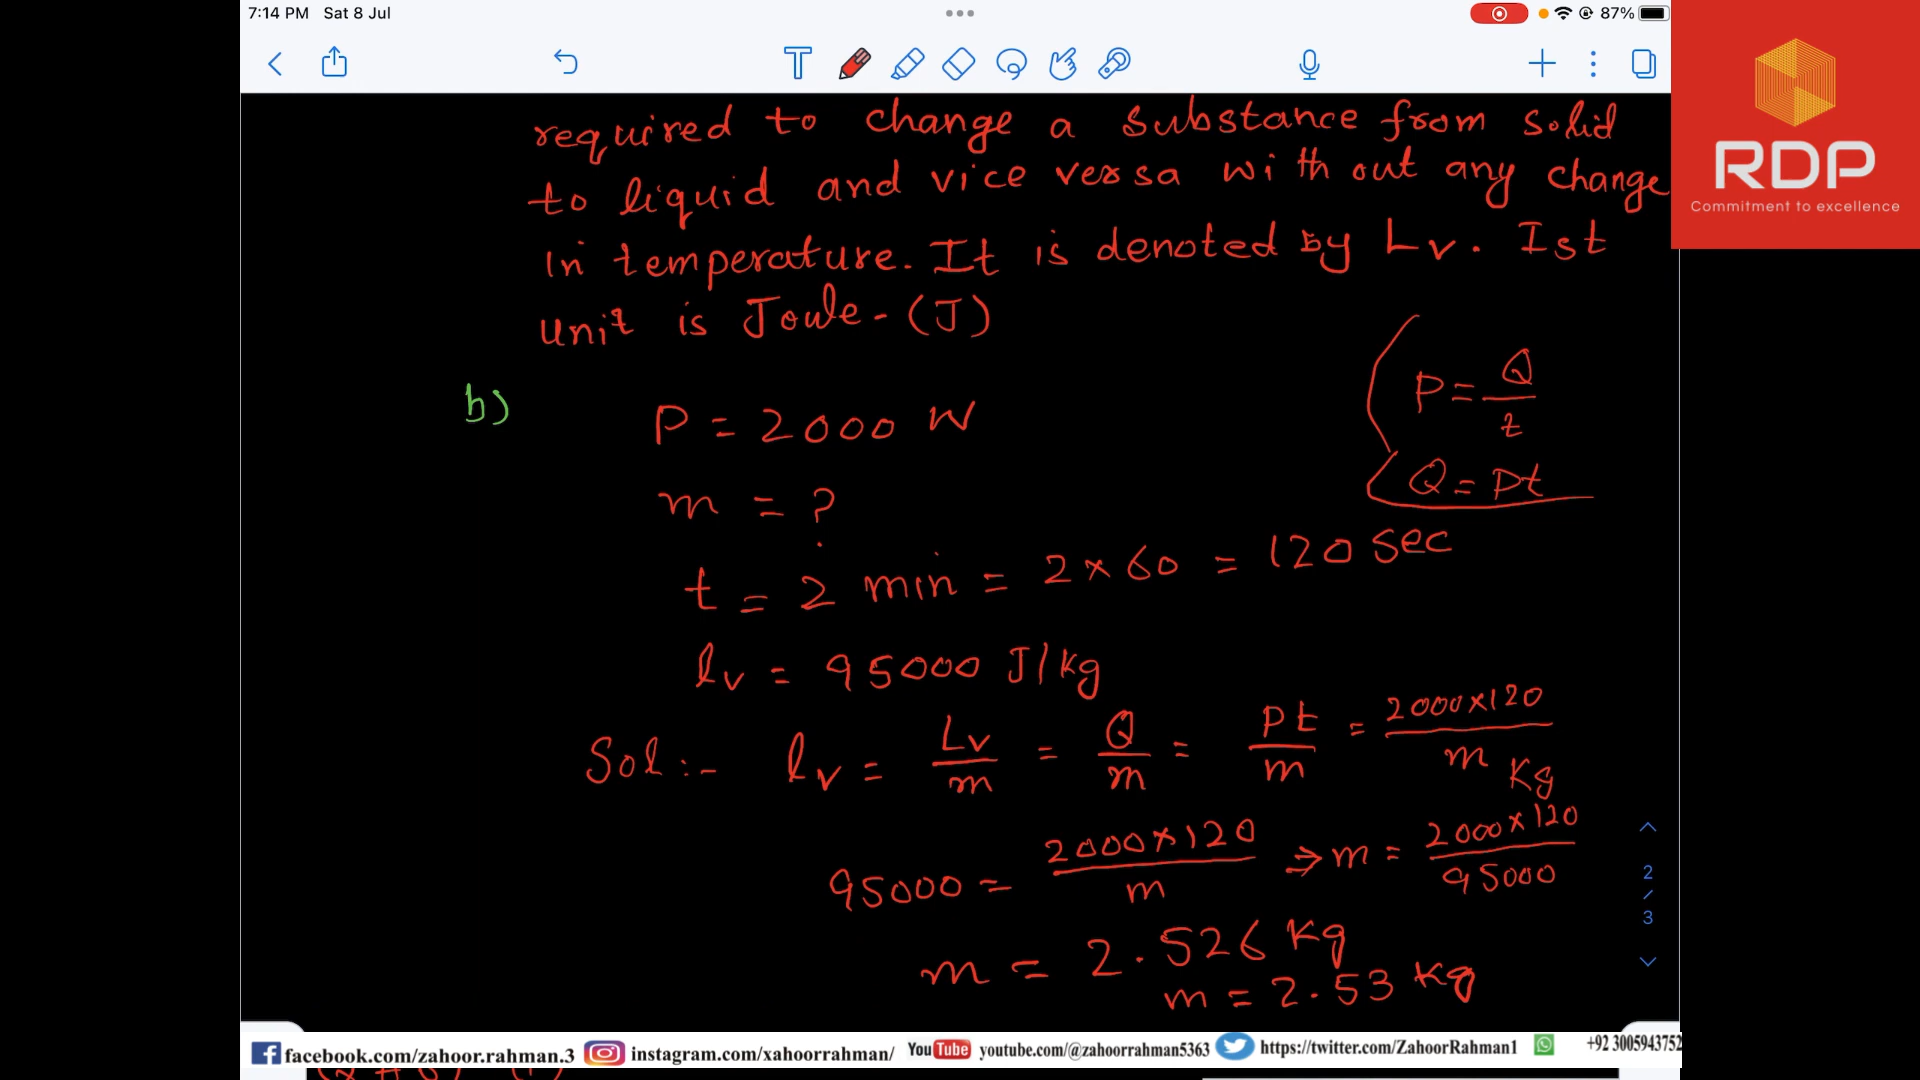 7:14 PM Sat 8 Jul
87%
RDP
Commitment to excellence
required to change a substance from solid
to liquid and vice versa with out any change
in temperature. It is denoted by Lv. Ist
unit is Joule - (J)
P = Q/t
Q = Pt
b) P = 2000 W
m = ?
t = 2 min = 2 × 60 = 120 sec
lv = 95000 J/kg
Sol :- lv = Lv/m = Q/m = Pt/m = 2000×120/m
Kg
95000 = 2000×120/m ⇒ m = 2000×120/95000
m = 2.526 Kg
m = 2.53 Kg
2/3
facebook.com/zahoor.rahman.3 instagram.com/xahoorrahman/ YouTube youtube.com/@zahoorrahman5363 https://twitter.com/ZahoorRahman1 +92 3005943752